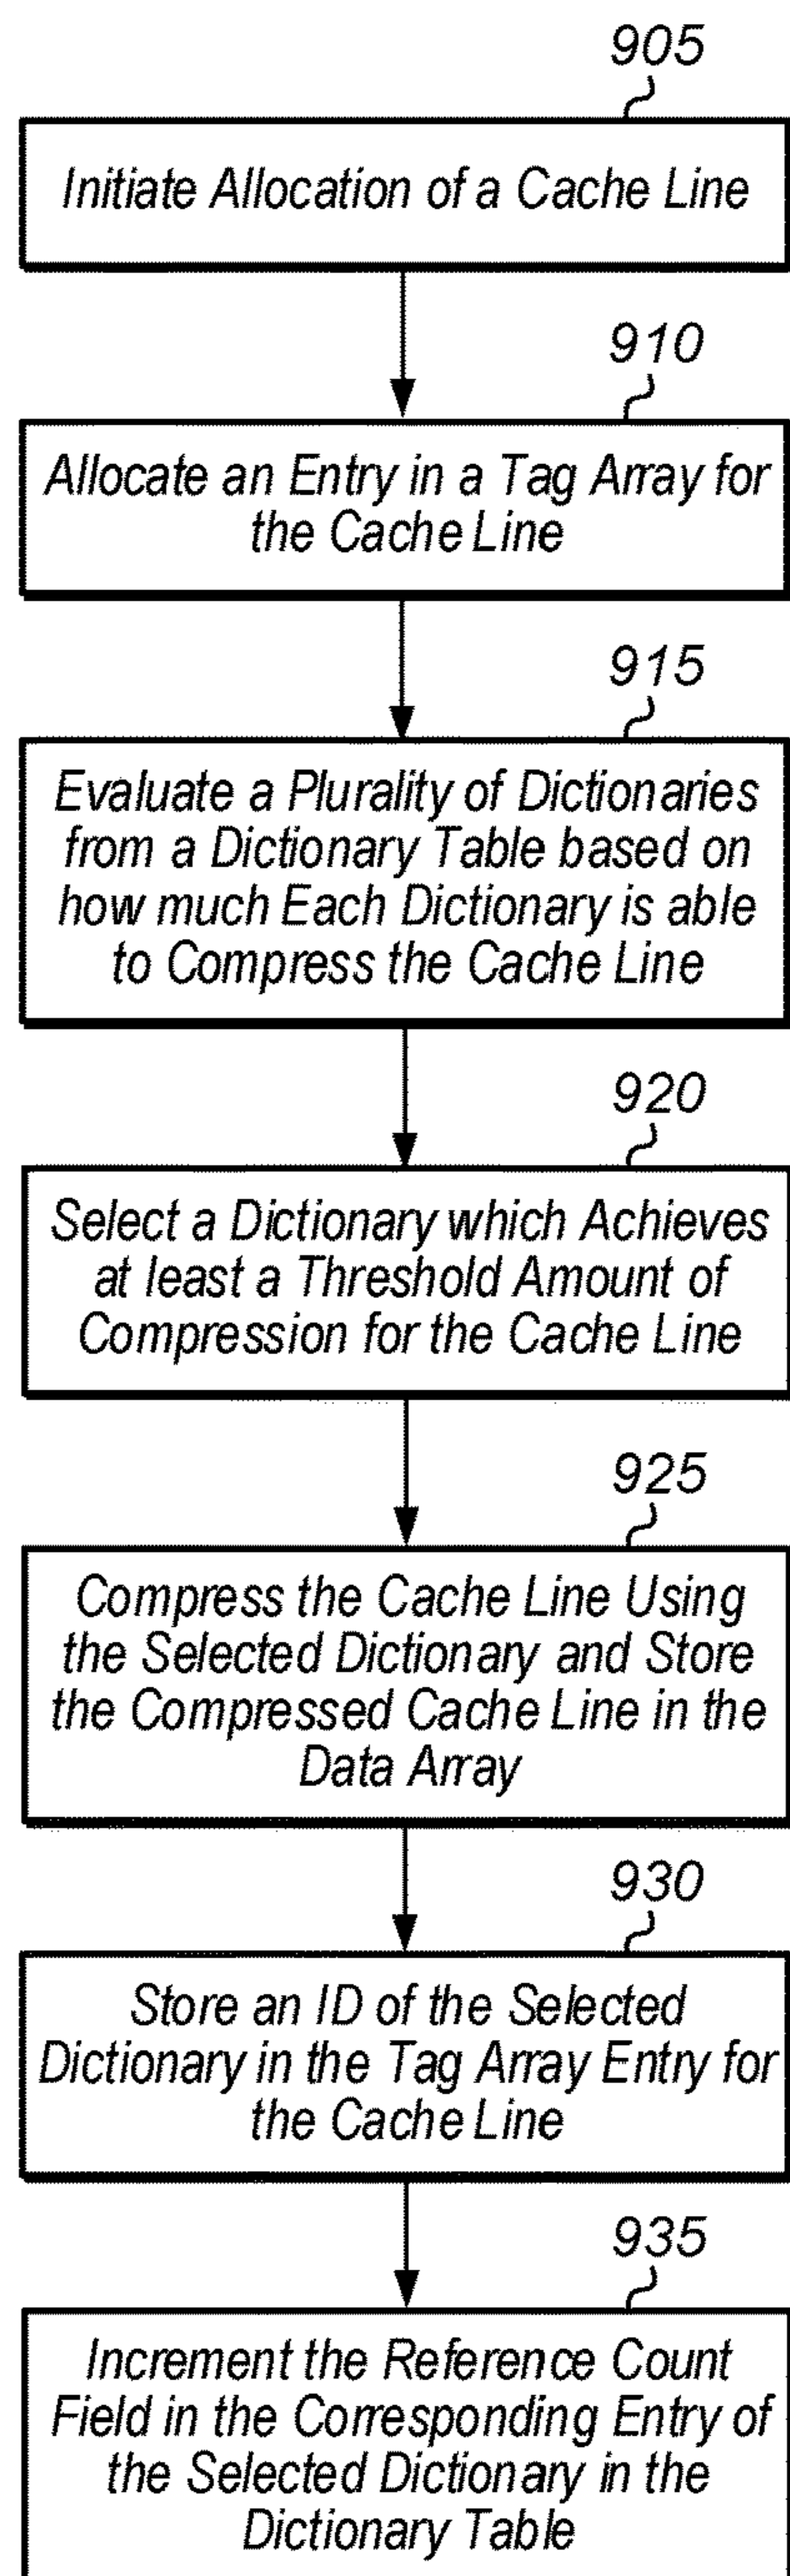 905
Initiate Allocation of a Cache Line
910
Allocate an Entry in a Tag Array for
the Cache Line
915
Evaluate a Plurality of Dictionaries
from a Dictionary Table based on
how much Each Dictionary is able
to Compress the Cache Line
920
Select a Dictionary which Achieves
at least a Threshold Amount of
Compression for the Cache Line
925
Compress the Cache Line Using
the Selected Dictionary and Store
the Compressed Cache Line in the
Data Array
930
Store an ID of the Selected
Dictionary in the Tag Array Entry for
the Cache Line
935
Increment the Reference Count
Field in the Corresponding Entry of
the Selected Dictionary in the
Dictionary Table